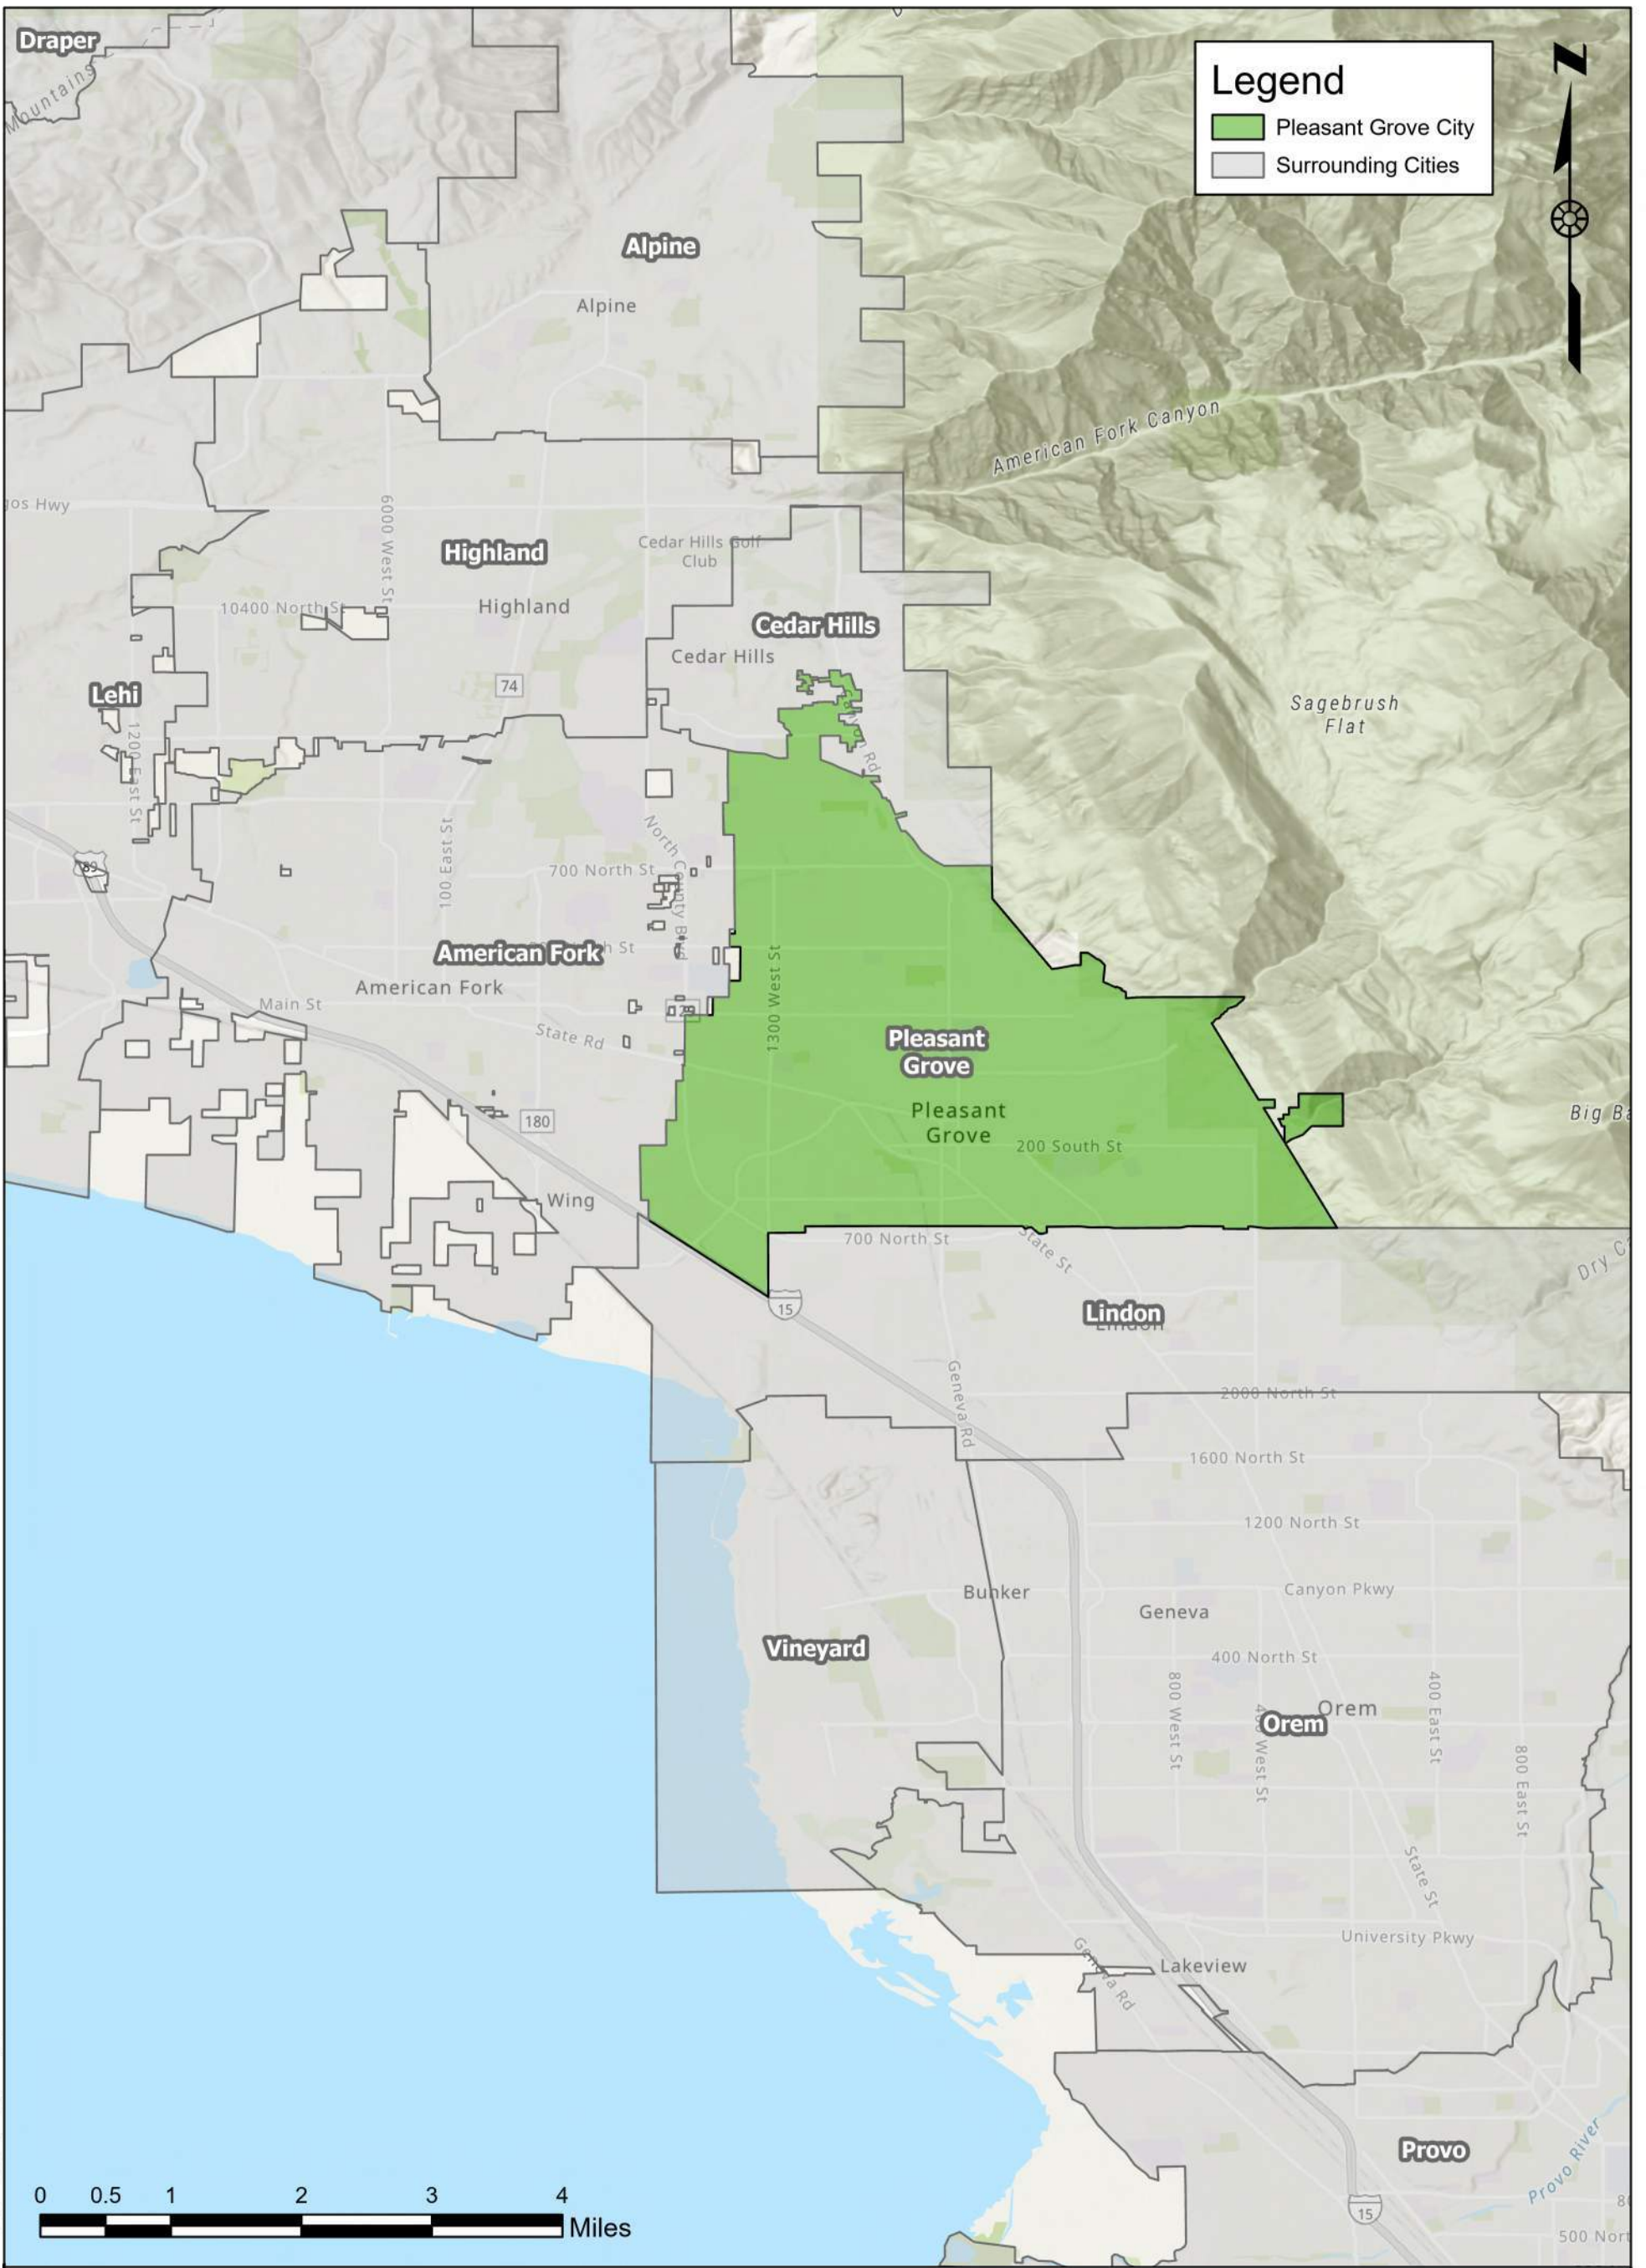 Draper
Mountains
Legend
Pleasant Grove City
Surrounding Cities
N
Alpine
Alpine
American Fork Canyon
6000 West St
Highland
Cedar Hills Golf
Club
10400 North St
Highland
Cedar Hills
Cedar Hills
Lehi
74
1200 East St
Sagebrush
Flat
North County Blvd
100 East St
700 North St
89
American Fork
h St
American Fork
Main St
State Rd
1300 West St
Pleasant
Grove
Pleasant
Grove
200 South St
180
Wing
700 North St
State St
15
Lindon
Lindon
Geneva Rd
2000 North St
1600 North St
1200 North St
Bunker
Canyon Pkwy
Geneva
Vineyard
400 North St
800 West St
400 East St
Orem
Orem
800 East St
State St
University Pkwy
Geneva Rd
Lakeview
Provo
Provo River
15
0 0.5 1 2 3 4
Miles